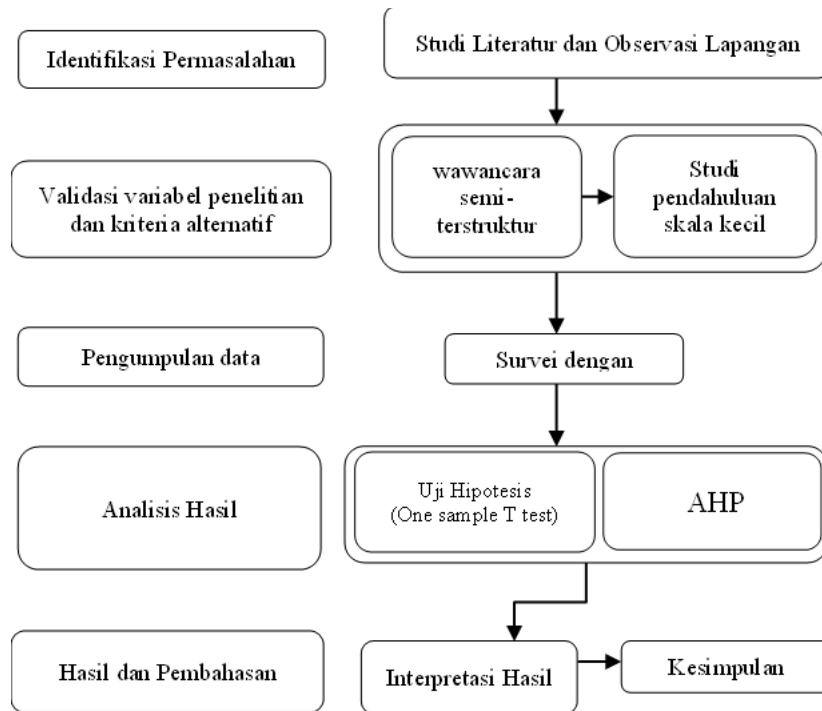 Studi Literatur dan Observasi Lapangan
Identifikasi Permasalahan
Validasi variabel penelitian
dan kriteria alternatif
wawancara
semi-
terstruktur
Studi
pendahuluan
skala kecil
Pengumpulan data
Survei dengan
Analisis Hasil
Uji Hipotesis
(One sample T test)
AHP
Hasil dan Pembahasan
Interpretasi Hasil
Kesimpulan